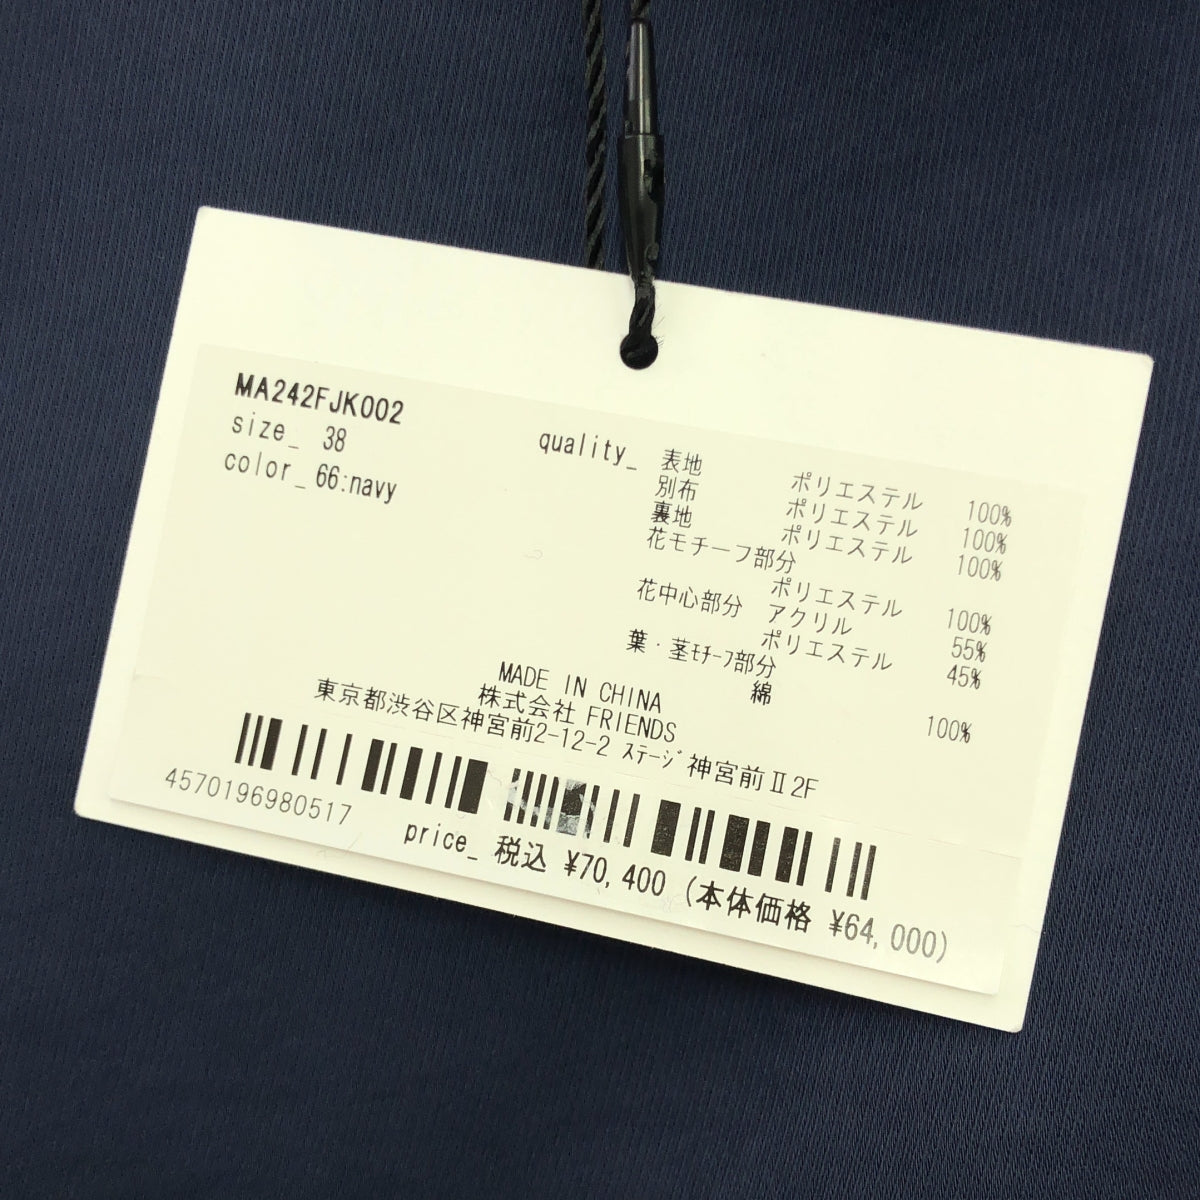 MA242FJK002
size_ 38
color_ 66:navy
quality_ 表地 ポリエステル 100%
別布 ポリエステル 100%
裏地 ポリエステル 100%
花モチーフ部分
ポリエステル 100%
花中心部分 アクリル 55%
ポリエステル 45%
葉・茎ﾓﾁｰﾌ部分
綿 100%
MADE IN CHINA
株式会社 FRIENDS
東京都渋谷区神宮前2-12-2 ｽﾃｰｼﾞ神宮前Ⅱ2F
4570196980517
price_ 税込 ¥70,400 (本体価格 ¥64,000)